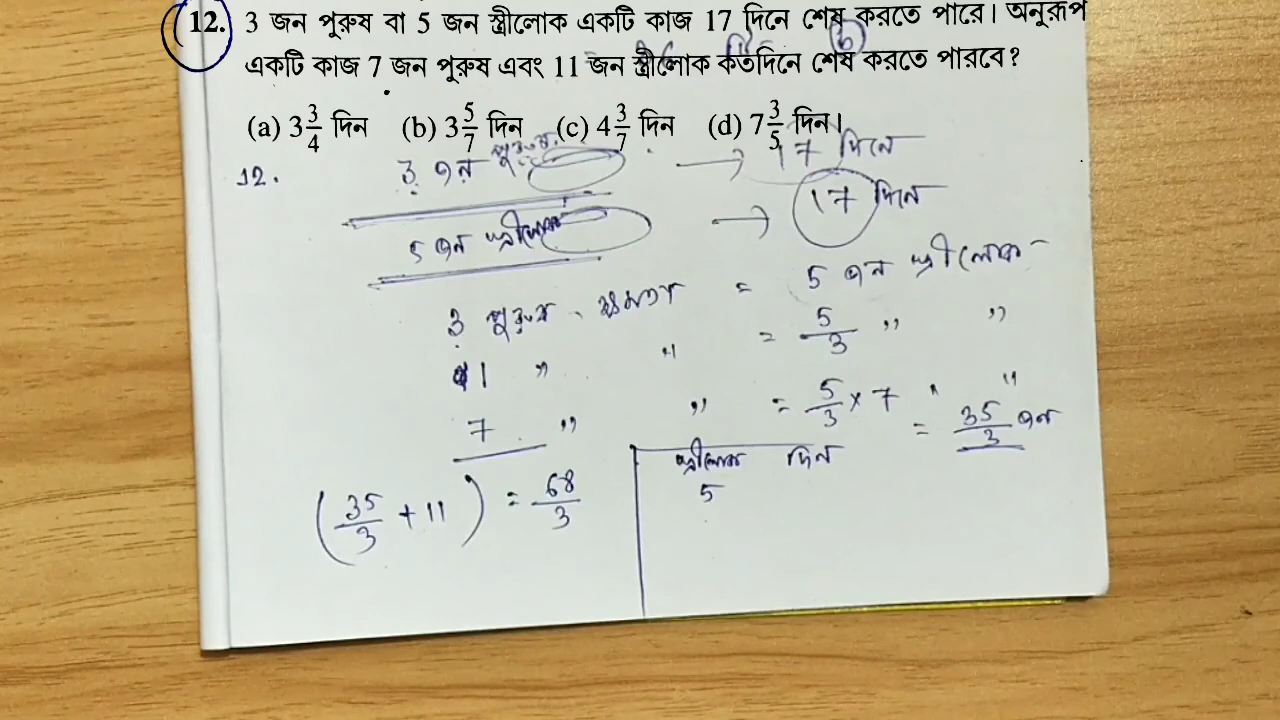 12. 3 জন পুরুষ বা 5 জন স্ত্রীলোক একটি কাজ 17 দিনে শেষ করতে পারে। অনুরূপ
একটি কাজ 7 জন পুরুষ এবং 11 জন স্ত্রীলোক কতদিনে শেষ করতে পারবে?
(a) 3 3/4 দিন (b) 3 5/7 দিন (c) 4 3/7 দিন (d) 7 3/5 দিন।
12. 3 জন পুরুষ → 17 দিনে
5 জন স্ত্রীলোক → 17 দিনে
3 পুরুষ ক্ষমতা = 5 জন স্ত্রীলোক
1 " " = 5/3 " "
7 " " = 5/3 × 7 " " = 35/3 জন
স্ত্রীলোক দিন
(35/3 + 11) = 68/3 5